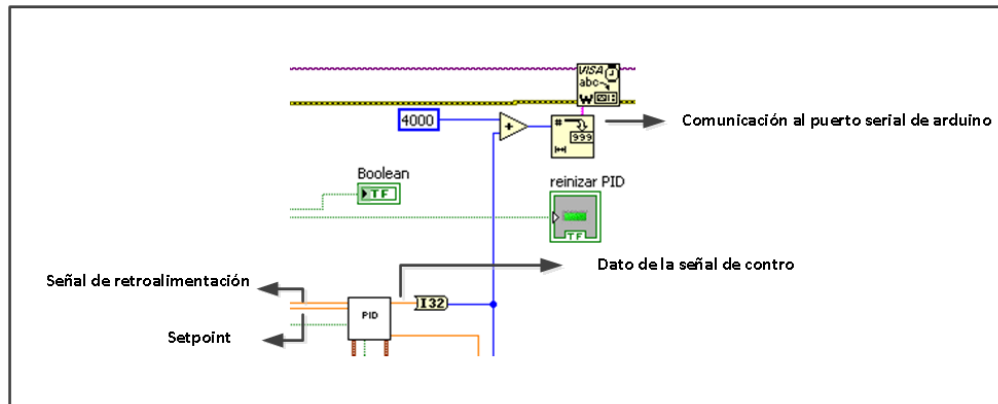 VISA
abc
W
4000
+
#
999
Comunicación al puerto serial de arduino
Boolean
TF
reinizar PID
TF
Señal de retroalimentación
Dato de la señal de contro
I32
PID
Setpoint